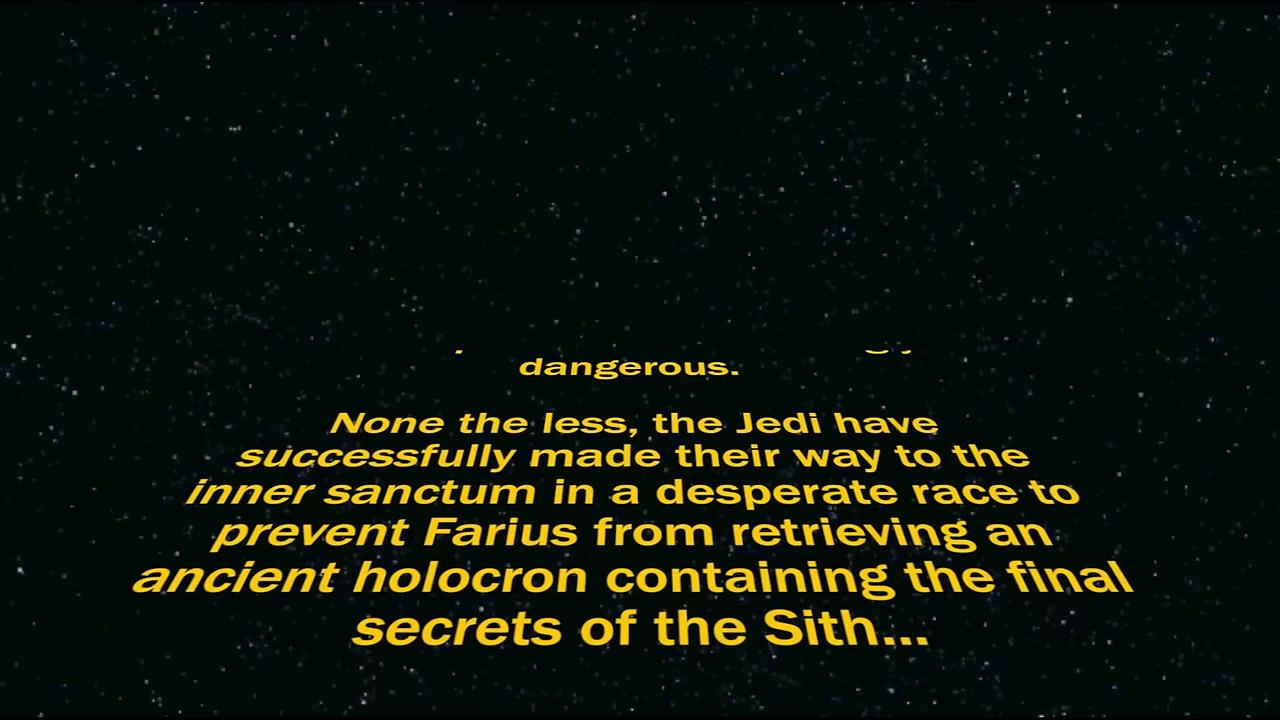 dangerous.
None the less, the Jedi have
successfully made their way to the
inner sanctum in a desperate race to
prevent Farius from retrieving an
ancient holocron containing the final
secrets of the Sith...